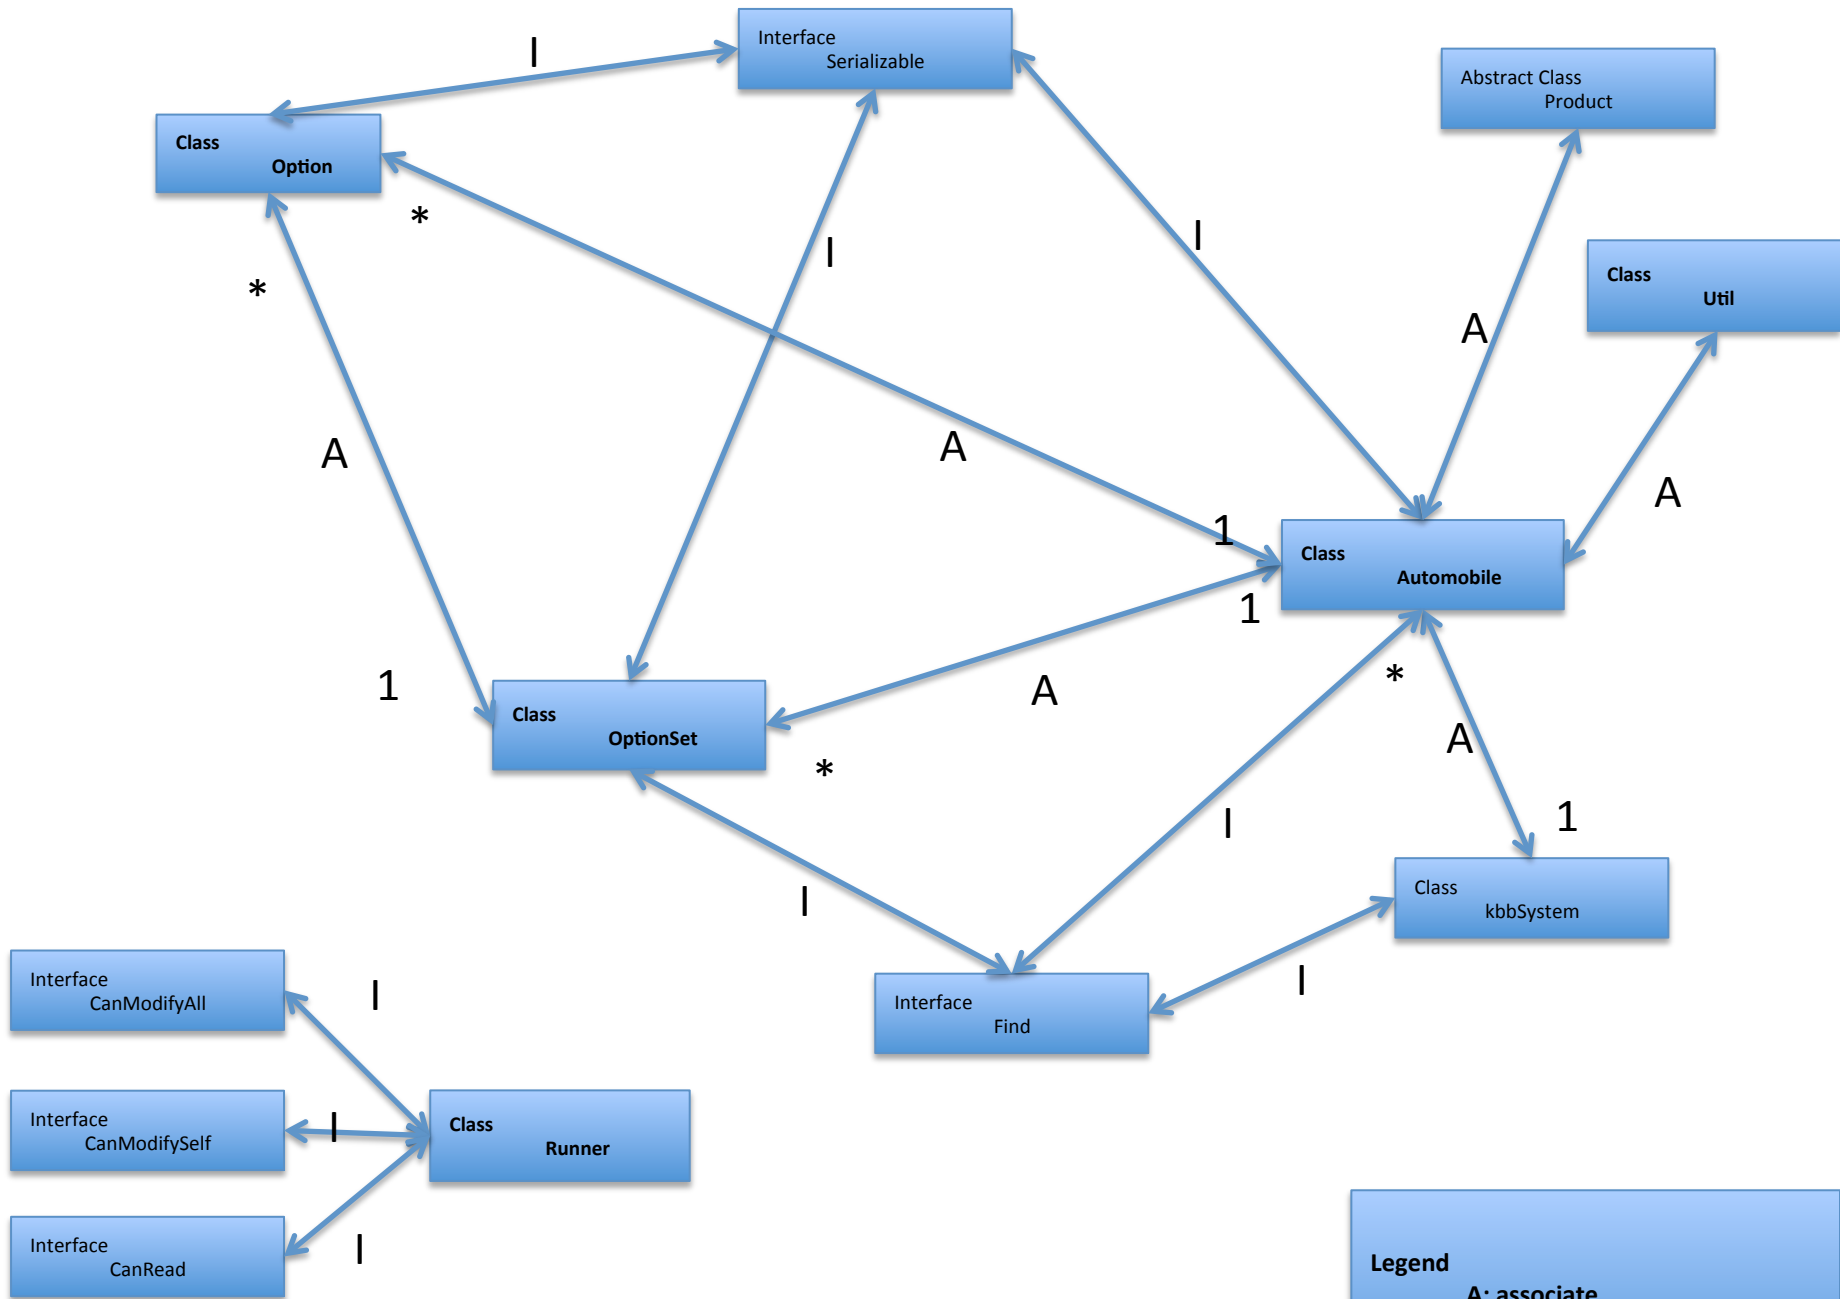 Interface
Serializable
I
Abstract Class
Product
Class
Option
*
I
I
Class
Util
*
A
A
A
A
1
Class
Automobile
1
*
1
Class
OptionSet
A
*
A
1
I
I
Class
kbbSystem
I
Interface
Find
Interface
CanModifyAll
I
Interface
CanModifySelf
I
Class
Runner
Interface
CanRead
I
Legend
A: associate